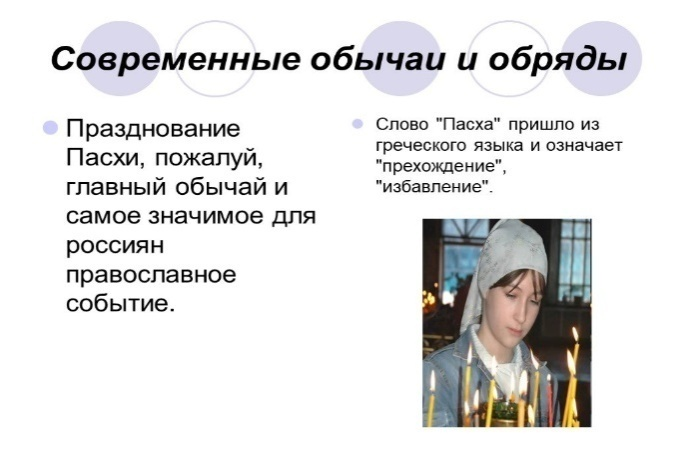 Современные обычаи и обряды
Празднование
Пасхи, пожалуй,
главный обычай и
самое значимое для
россиян
православное
событие.
Слово "Пасха" пришло из
греческого языка и означает
"прехождение",
"избавление".